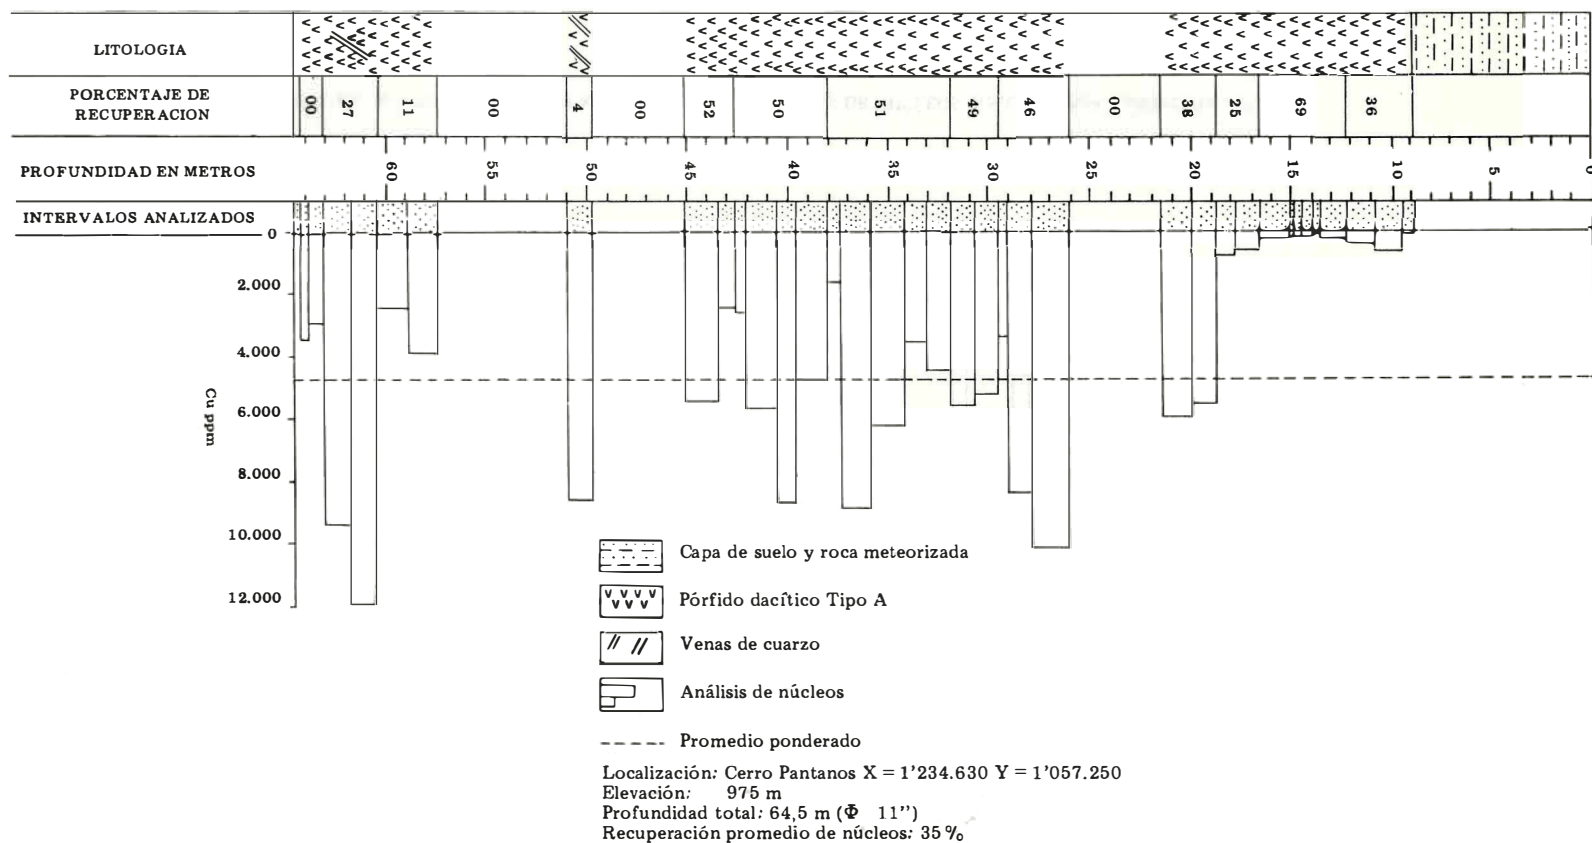 LITOLOGIA
PORCENTAJE DE
RECUPERACION
00 27 11 00 4 00 52 50 51 49 46 00 38 25 69 36
PROFUNDIDAD EN METROS
60 55 50 45 40 35 30 25 20 15 10 5 0
INTERVALOS ANALIZADOS
0
2.000
4.000
6.000
8.000
10.000
12.000
Cu ppm
Capa de suelo y roca meteorizada
Pórfido dacítico Tipo A
Venas de cuarzo
Análisis de núcleos
Promedio ponderado
Localización: Cerro Pantanos X = 1’234.630 Y = 1’057.250
Elevación: 975 m
Profundidad total: 64,5 m (Φ 11”)
Recuperación promedio de núcleos: 35%